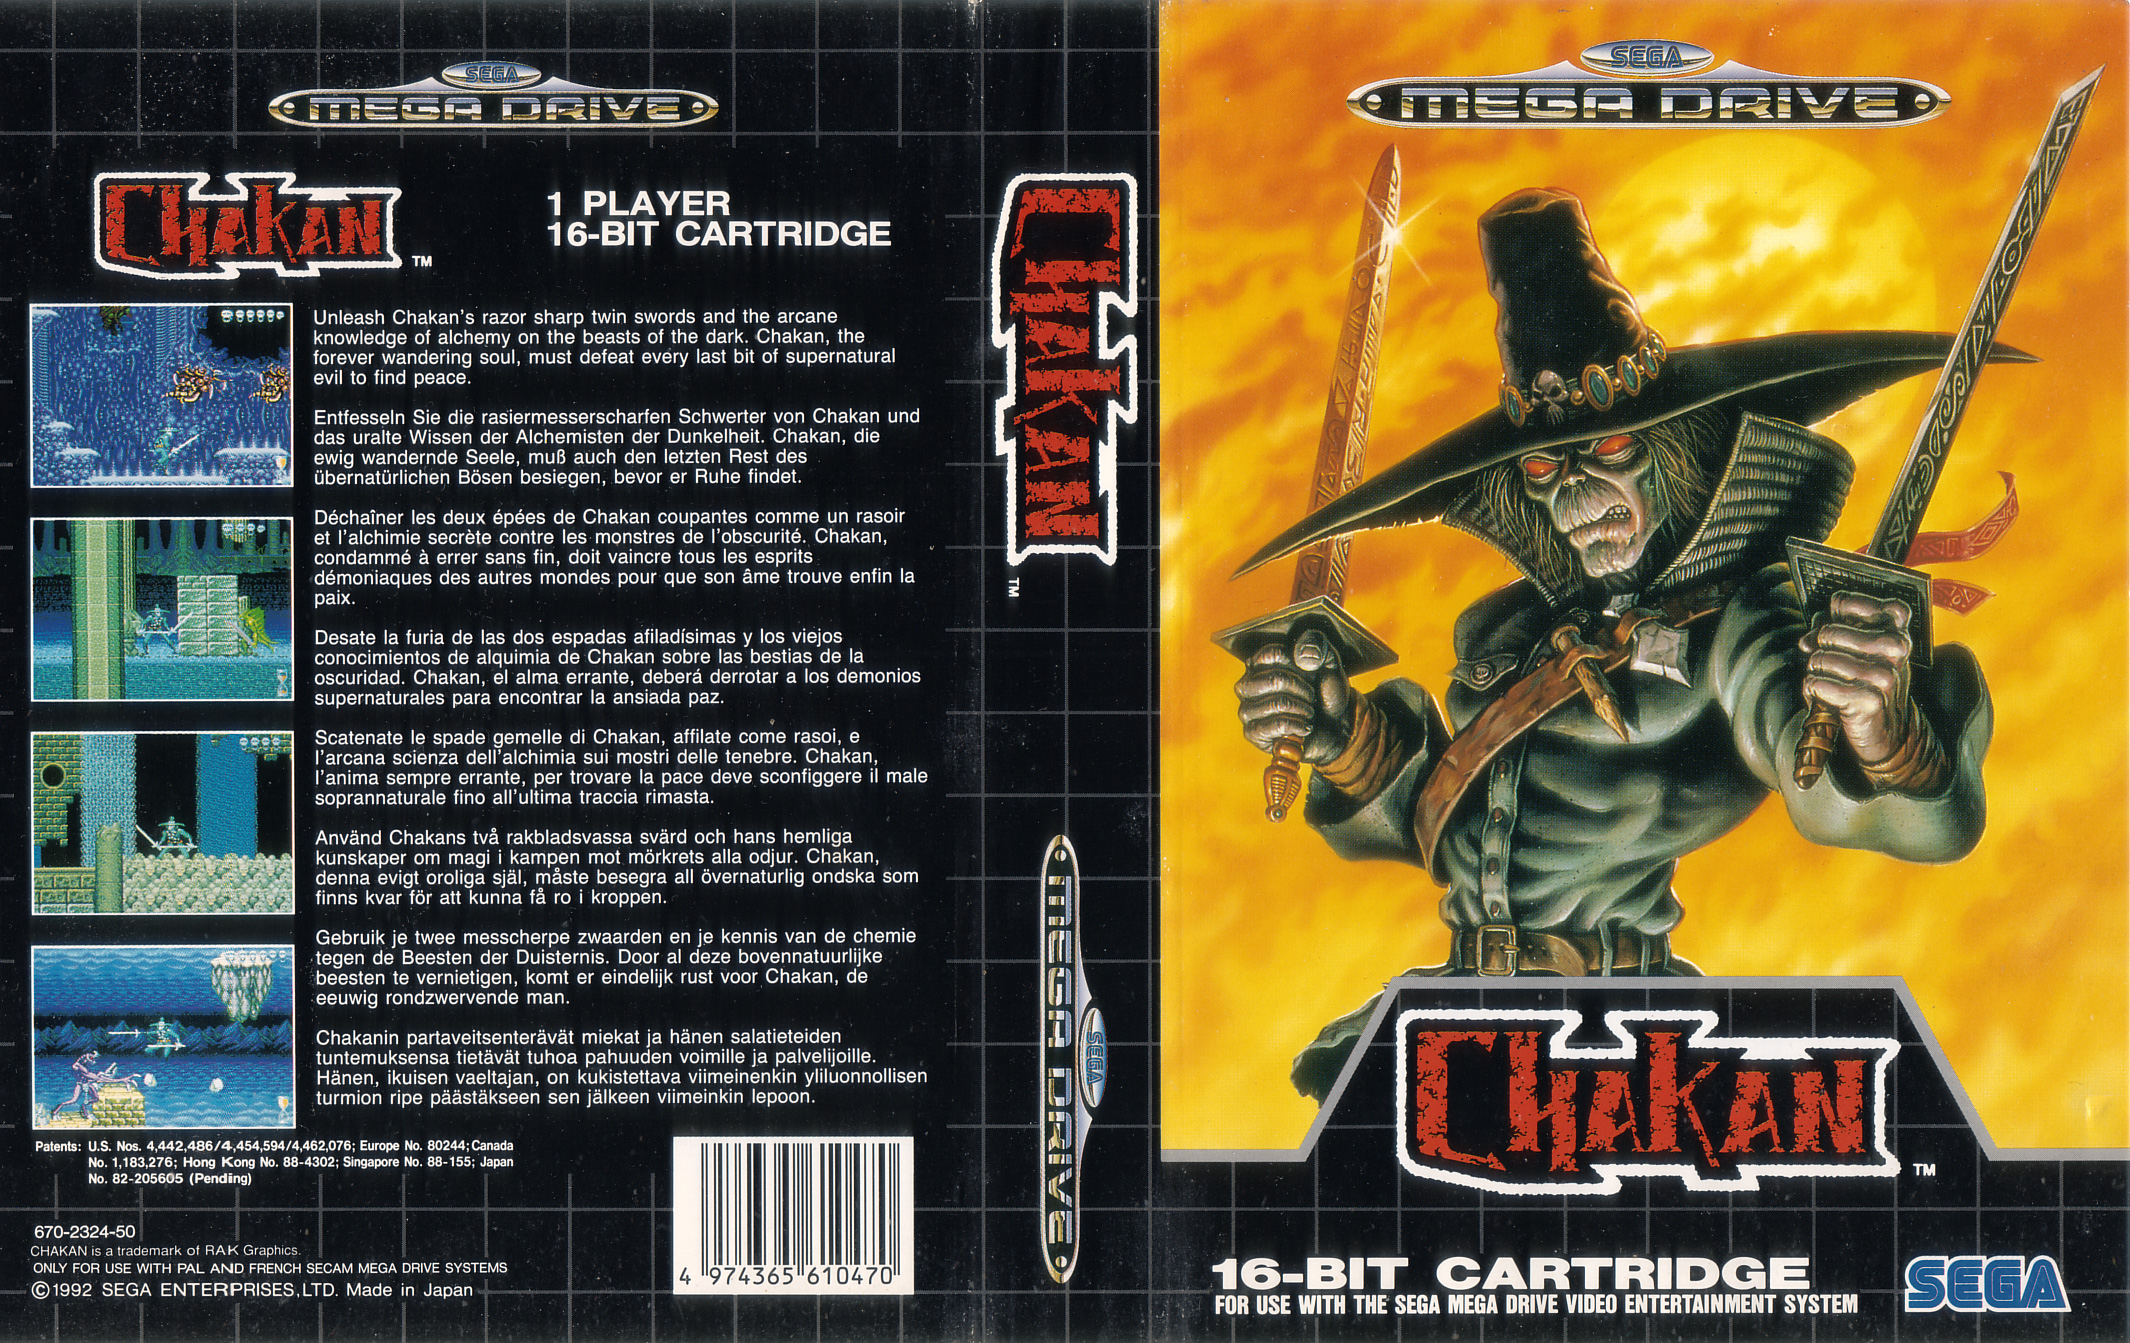 SEGA
MEGA DRIVE
CHAKAN
TM
1 PLAYER
16-BIT CARTRIDGE
Unleash Chakan's razor sharp twin swords and the arcane
knowledge of alchemy on the beasts of the dark. Chakan, the
forever wandering soul, must defeat every last bit of supernatural
evil to find peace.
Entfesseln Sie die rasiermesserscharfen Schwerter von Chakan und
das uralte Wissen der Alchemisten der Dunkelheit. Chakan, die
ewig wandernde Seele, muß auch den letzten Rest des
übernatürlichen Bösen besiegen, bevor er Ruhe findet.
Déchaîner les deux épées de Chakan coupantes comme un rasoir
et l'alchimie secrète contre les monstres de l'obscurité. Chakan,
condammé à errer sans fin, doit vaincre tous les esprits
démoniaques des autres mondes pour que son âme trouve enfin la
paix.
Desate la furia de las dos espadas afiladísimas y los viejos
conocimientos de alquimia de Chakan sobre las bestias de la
oscuridad. Chakan, el alma errante, deberá derrotar a los demonios
supernaturales para encontrar la ansiada paz.
Scatenate le spade gemelle di Chakan, affilate come rasoi, e
l'arcana scienza dell'alchimia sui mostri delle tenebre. Chakan,
l'anima sempre errante, per trovare la pace deve sconfiggere il male
soprannaturale fino all'ultima traccia rimasta.
Använd Chakans två rakbladsvassa svärd och hans hemliga
kunskaper om magi i kampen mot mörkrets alla odjur. Chakan,
denna evigt oroliga själ, måste besegra all övernaturlig ondska som
finns kvar för att kunna få ro i kroppen.
Gebruik je twee messcherpe zwaarden en je kennis van de chemie
tegen de Beesten der Duisternis. Door al deze bovennatuurlijke
beesten te vernietigen, komt er eindelijk rust voor Chakan, de
eeuwig rondzwervende man.
Chakanin partaveitsenterävät miekat ja hänen salatieteiden
tuntemuksensa tietävät tuhoa pahuuden voimille ja palvelijoille.
Hänen, ikuisen vaeltajan, on kukistettava viimeinenkin yliluonnollisen
turmion ripe päästäkseen sen jälkeen viimeinkin lepoon.
Patents: U.S. Nos. 4,442,486/4,454,594/4,462,076; Europe No. 80244; Canada
No. 1,183,276; Hong Kong No. 88-4302; Singapore No. 88-155; Japan
No. 82-205605 (Pending)
670-2324-50
CHAKAN is a trademark of RAK Graphics.
ONLY FOR USE WITH PAL AND FRENCH SECAM MEGA DRIVE SYSTEMS
©1992 SEGA ENTERPRISES,LTD. Made in Japan
4 974365 610470
CHAKAN
TM
MEGA DRIVE
SEGA
SEGA
MEGA DRIVE
CHAKAN
TM
16-BIT CARTRIDGE
FOR USE WITH THE SEGA MEGA DRIVE VIDEO ENTERTAINMENT SYSTEM
SEGA